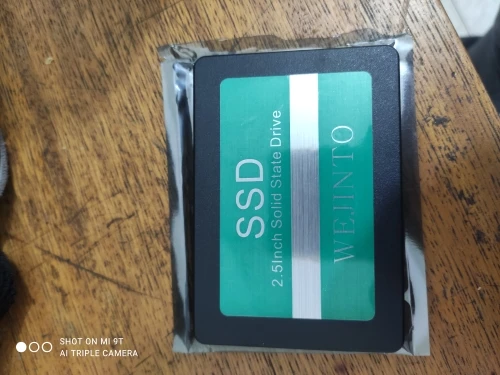 SSD
2.5Inch Solid State Drive
WEJINTO
SHOT ON MI 9T
AI TRIPLE CAMERA